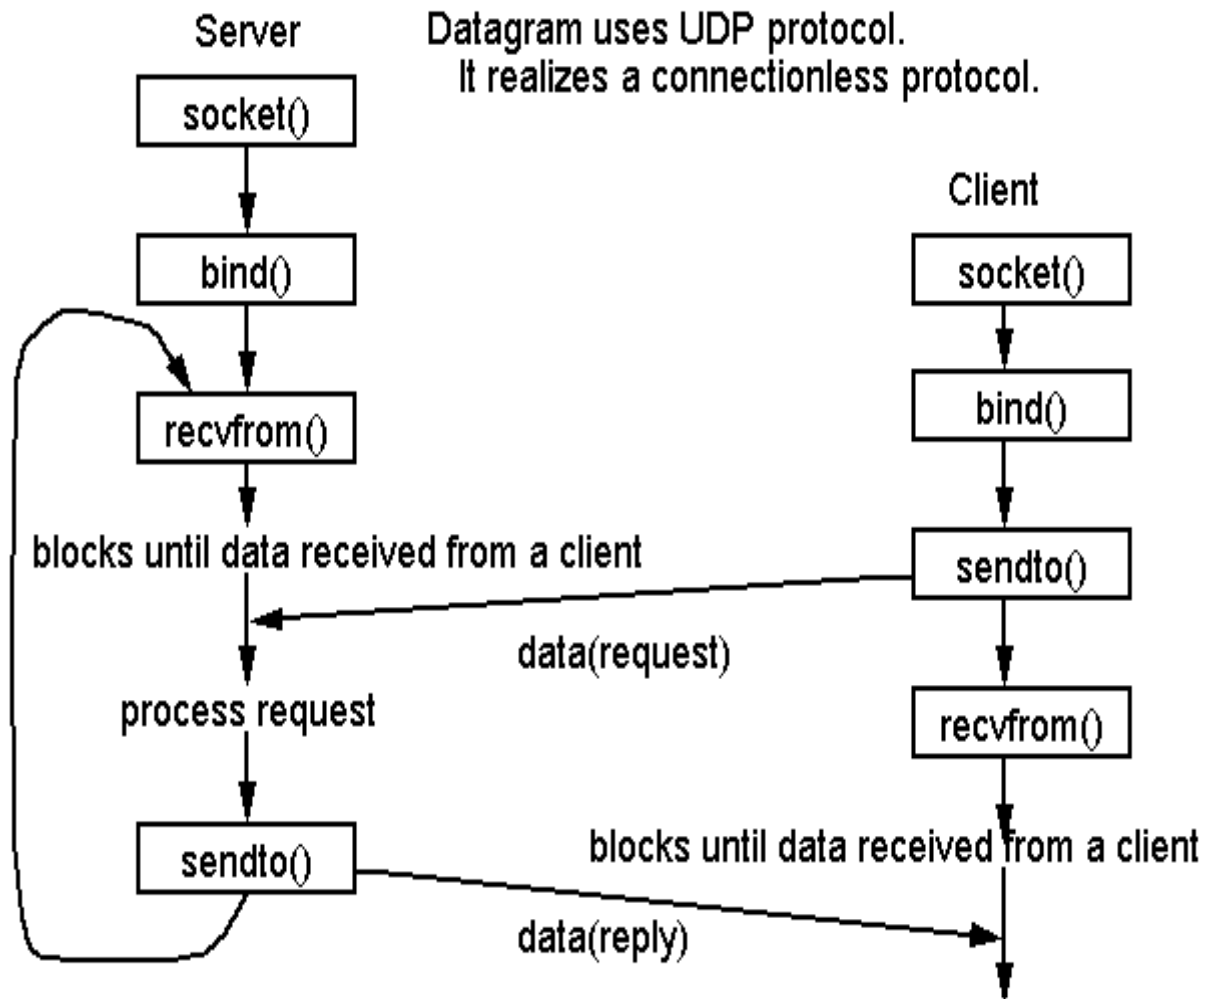 Server
Datagram uses UDP protocol.
It realizes a connectionless protocol.
socket()
bind()
recvfrom()
blocks until data received from a client
process request
sendto()
Client
socket()
bind()
sendto()
data(request)
recvfrom()
blocks until data received from a client
data(reply)